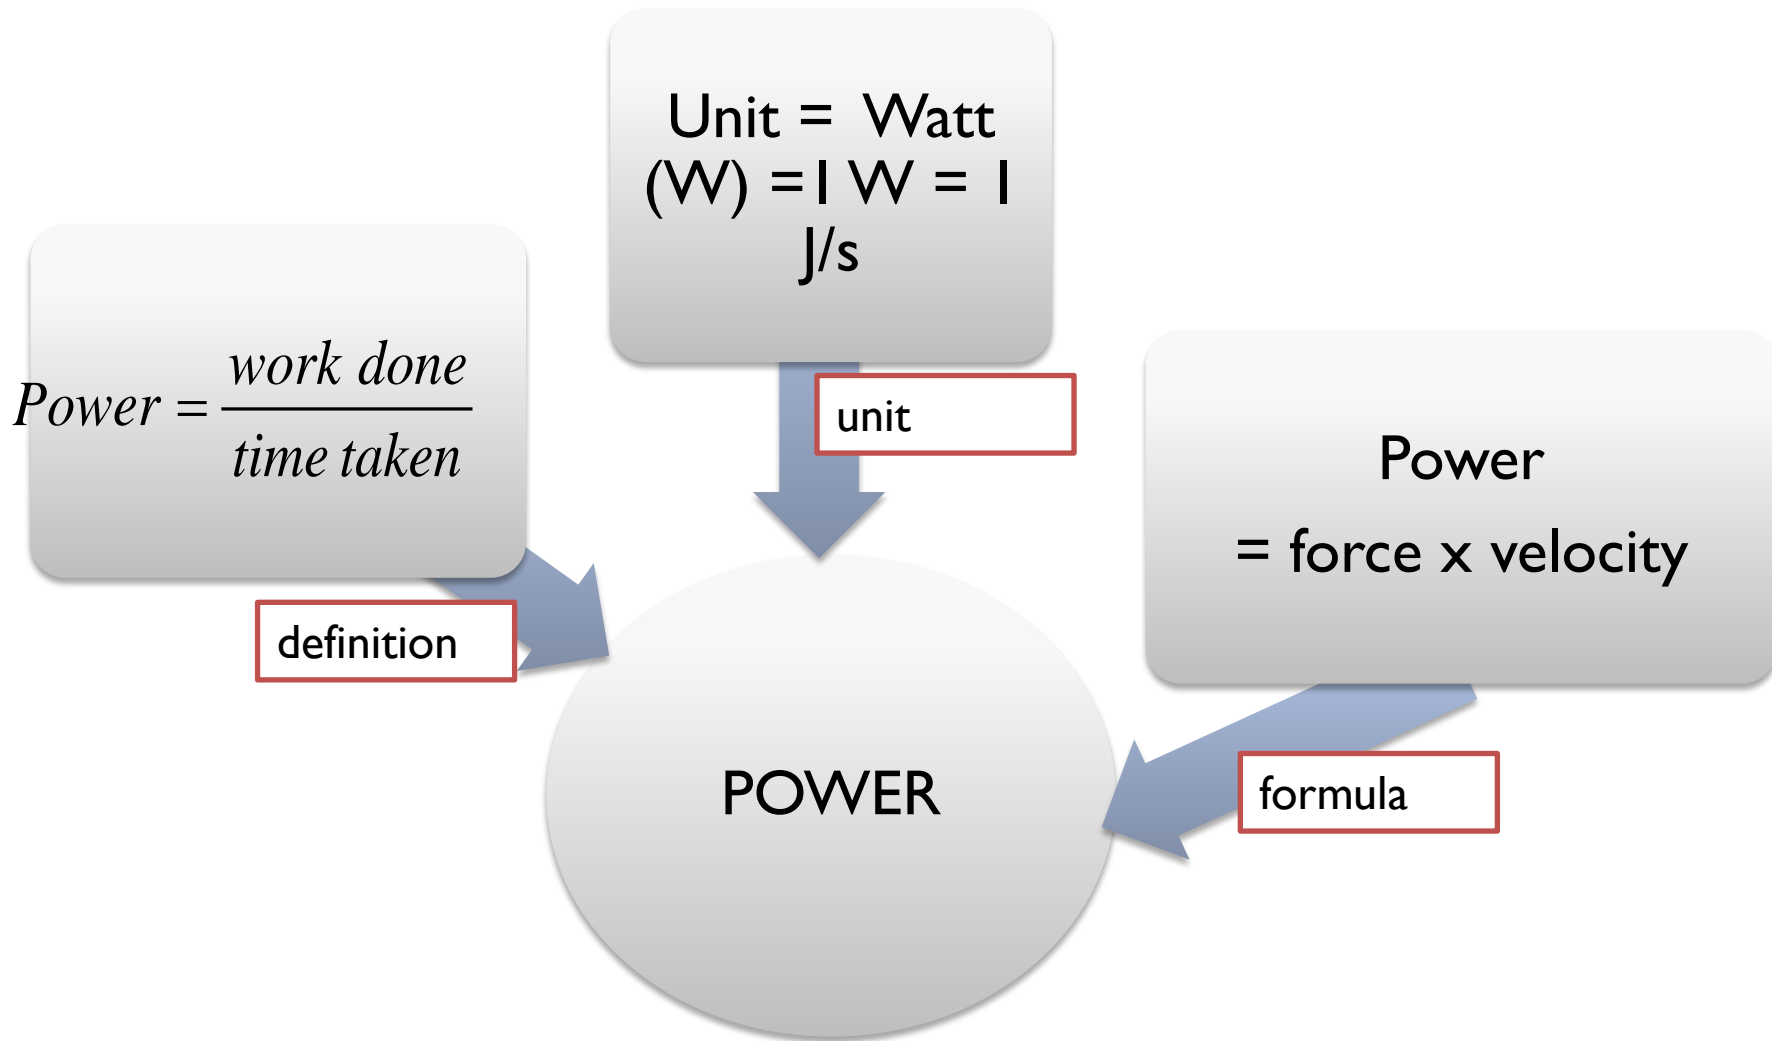 Unit = Watt
(W) =1 W = 1
J/s
Power = work done / time taken
unit
Power
= force x velocity
definition
POWER
formula